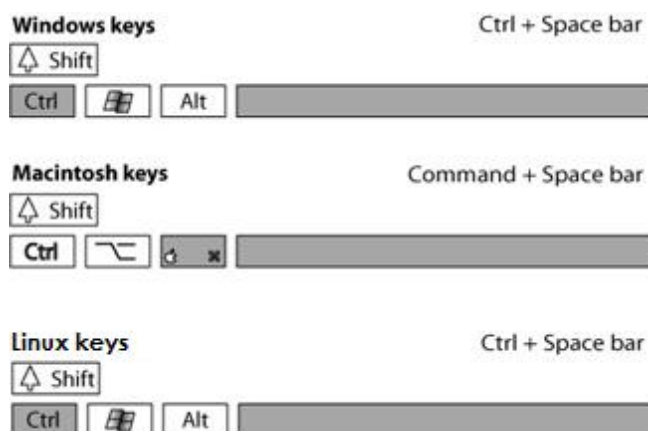 Windows keys Ctrl + Space bar
Shift
Ctrl Alt
Macintosh keys Command + Space bar
Shift
Ctrl
Linux keys Ctrl + Space bar
Shift
Ctrl Alt